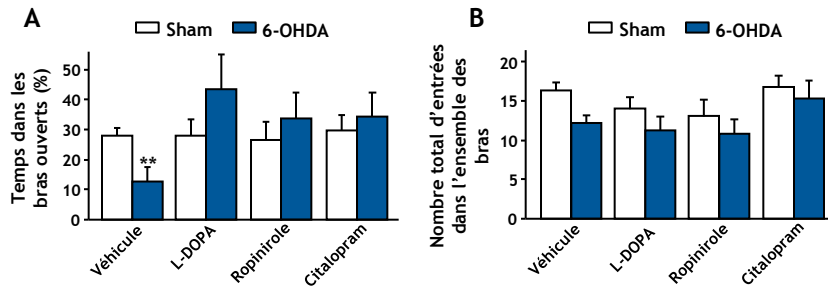 A
Sham 6-OHDA
Temps dans les
bras ouverts (%)
50
40
30
20
10
0
**
Véhicule
L-DOPA
Ropinirole
Citalopram
B
Sham 6-OHDA
Nombre total d'entrées
dans l'ensemble des
bras
20
15
10
5
0
Véhicule
L-DOPA
Ropinirole
Citalopram